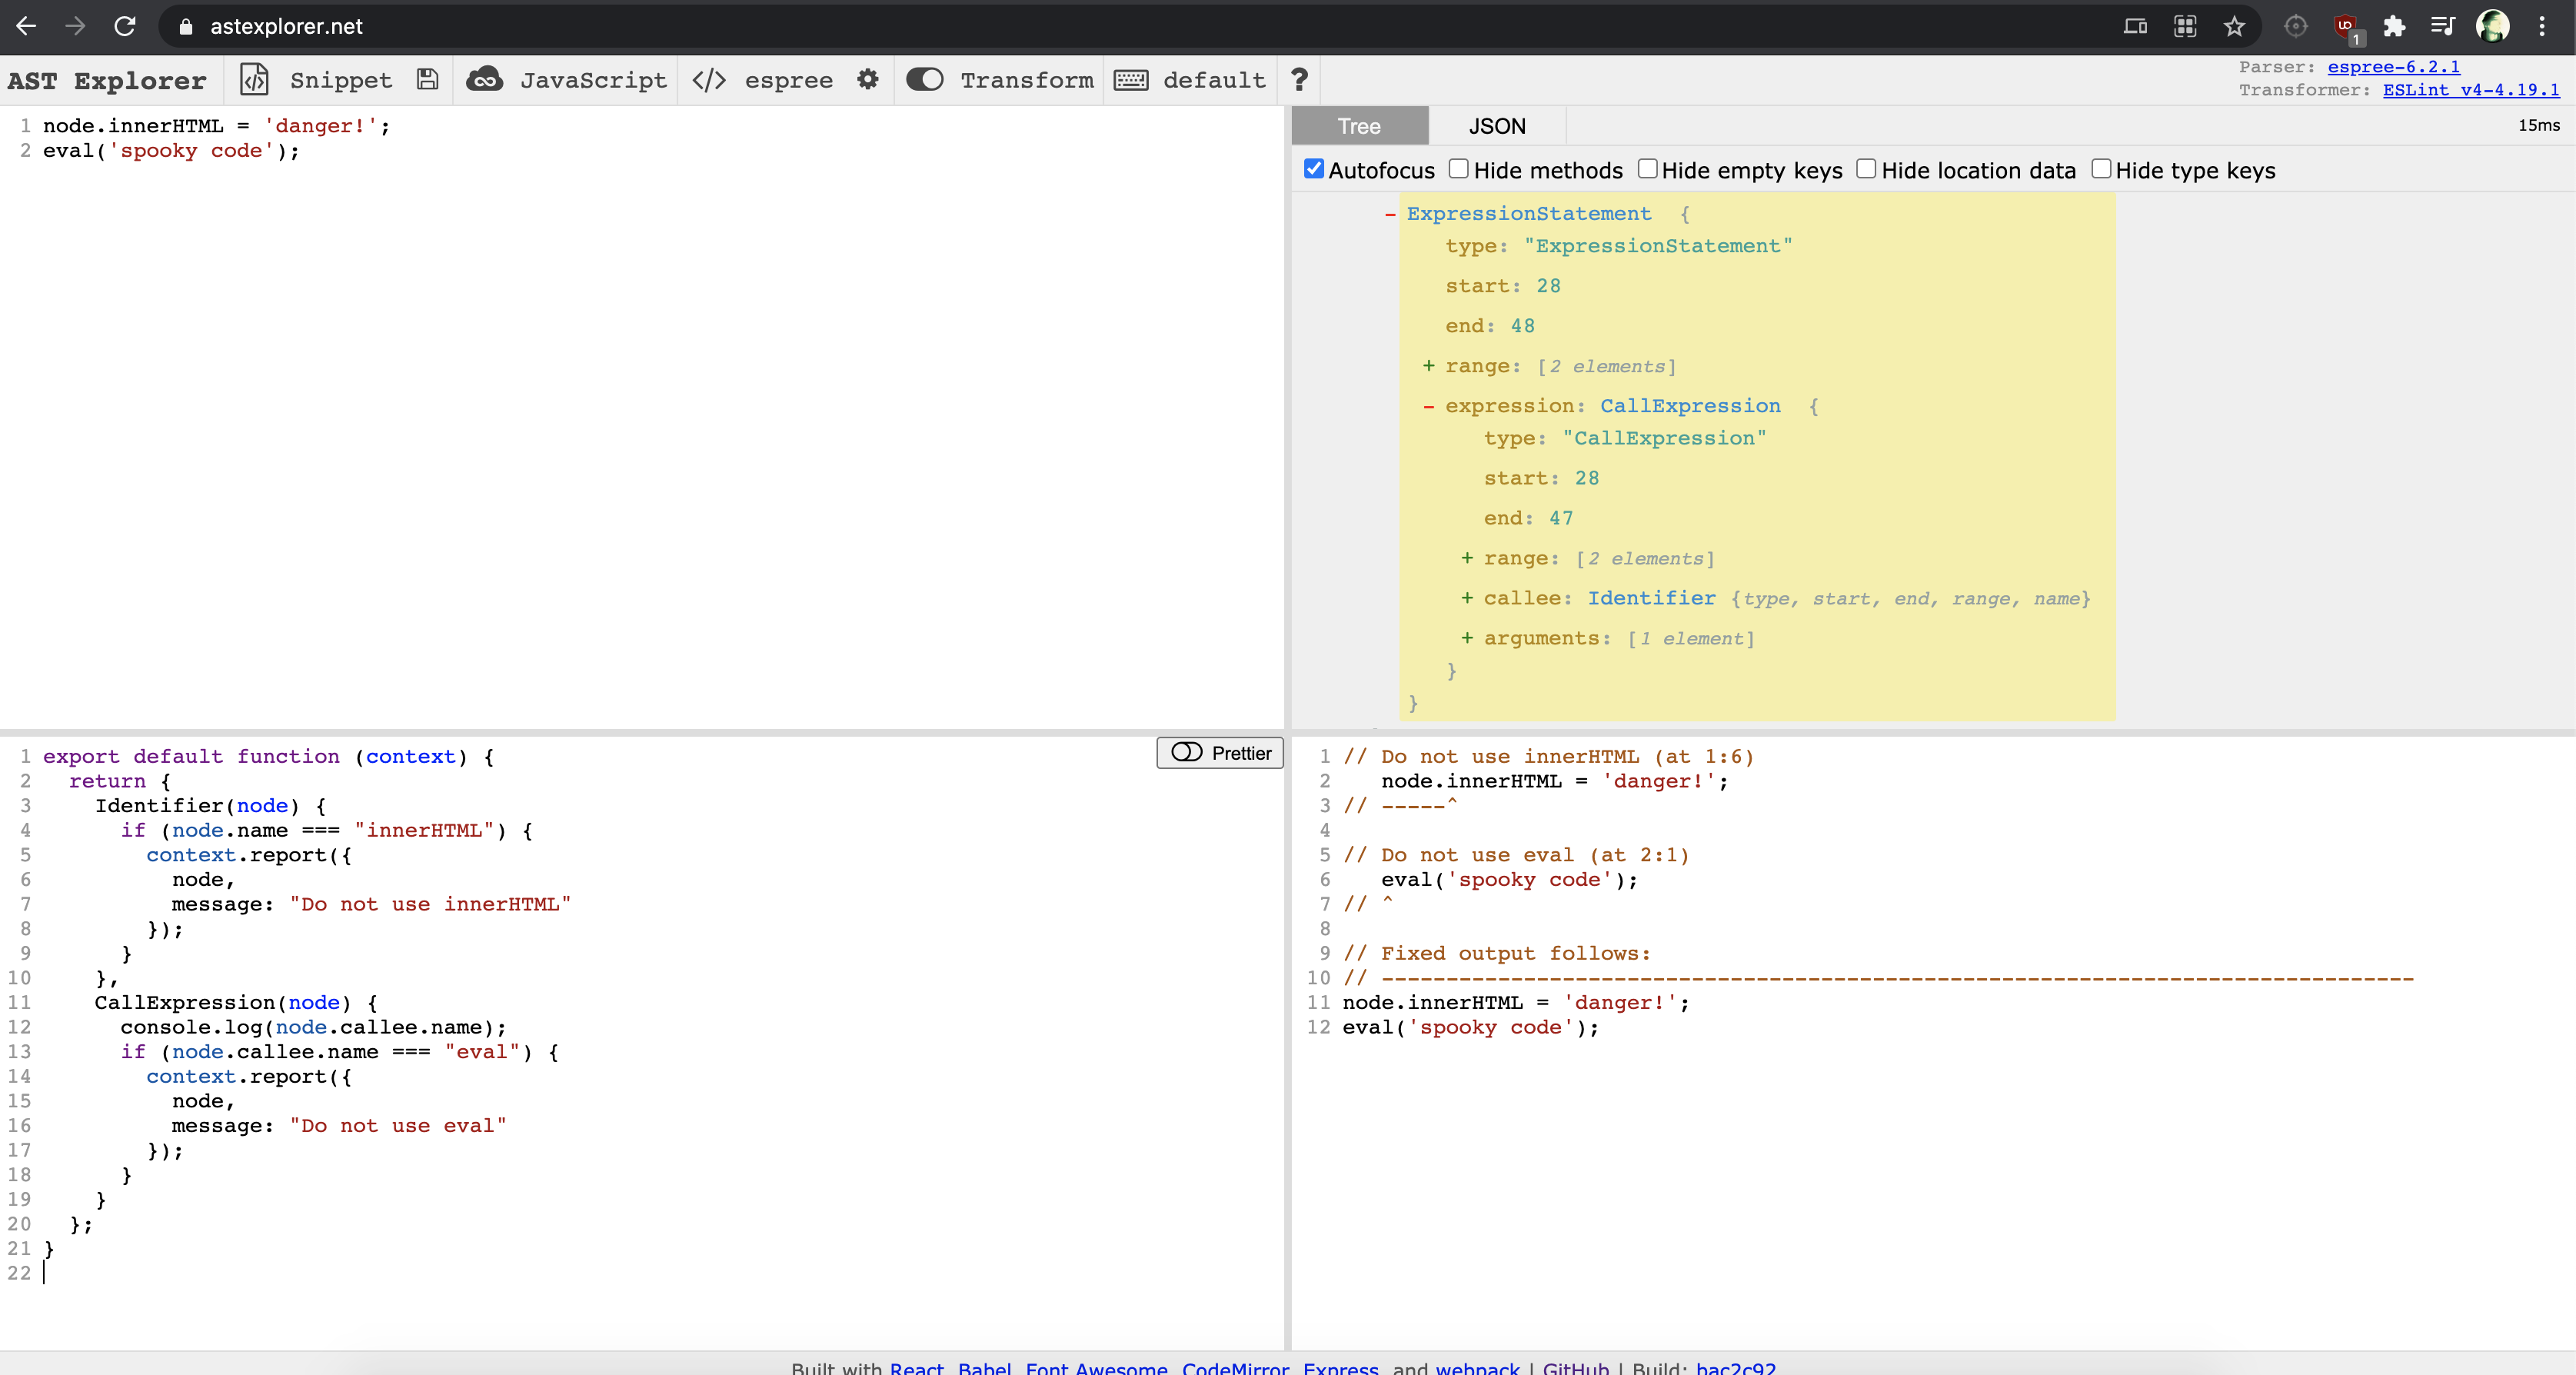 astexplorer.net
1
AST Explorer
Snippet
JavaScript
</> espree
Transform
default
?
Parser: espree-6.2.1
Transformer: ESLint v4-4.19.1
1 node.innerHTML = 'danger!';
2 eval('spooky code');
Tree
JSON
15ms
Autofocus Hide methods Hide empty keys Hide location data Hide type keys
- ExpressionStatement {
type: "ExpressionStatement"
start: 28
end: 48
+ range: [2 elements]
- expression: CallExpression {
type: "CallExpression"
start: 28
end: 47
+ range: [2 elements]
+ callee: Identifier {type, start, end, range, name}
+ arguments: [1 element]
}
}
Prettier
1 export default function (context) {
2   return {
3     Identifier(node) {
4       if (node.name === "innerHTML") {
5         context.report({
6           node,
7           message: "Do not use innerHTML"
8         });
9       }
10     },
11     CallExpression(node) {
12       console.log(node.callee.name);
13       if (node.callee.name === "eval") {
14         context.report({
15           node,
16           message: "Do not use eval"
17         });
18       }
19     }
20   };
21 }
22
1 // Do not use innerHTML (at 1:6)
2    node.innerHTML = 'danger!';
3 // -----^
4
5 // Do not use eval (at 2:1)
6    eval('spooky code');
7 // ^
8
9 // Fixed output follows:
10 // --------------------------------------------------------------------------------
11 node.innerHTML = 'danger!';
12 eval('spooky code');
Built with React, Babel, Font Awesome, CodeMirror, Express, and webpack | GitHub | Build: bac2c92